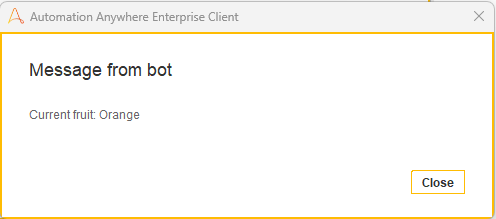 Automation Anywhere Enterprise Client
Message from bot
Current fruit: Orange
Close